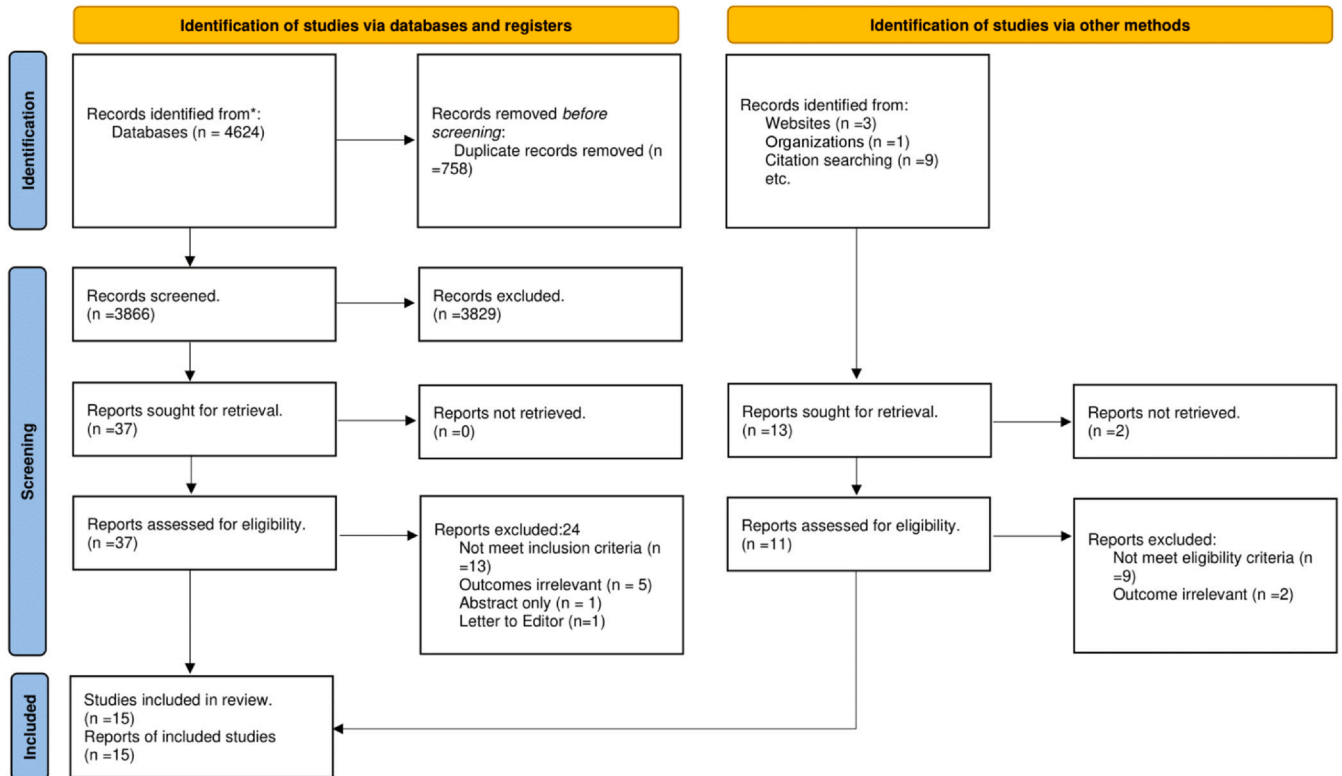 Identification of studies via databases and registers
Identification of studies via other methods
Identification
Records identified from*:
Databases (n = 4624)
Records removed before
screening:
Duplicate records removed (n
=758)
Records identified from:
Websites (n =3)
Organizations (n =1)
Citation searching (n =9)
etc.
Screening
Records screened.
(n =3866)
Records excluded.
(n =3829)
Reports sought for retrieval.
(n =37)
Reports not retrieved.
(n =0)
Reports sought for retrieval.
(n =13)
Reports not retrieved.
(n =2)
Reports assessed for eligibility.
(n =37)
Reports excluded:24
Not meet inclusion criteria (n
=13)
Outcomes irrelevant (n = 5)
Abstract only (n = 1)
Letter to Editor (n=1)
Reports assessed for eligibility.
(n =11)
Reports excluded:
Not meet eligibility criteria (n
=9)
Outcome irrelevant (n =2)
Included
Studies included in review.
(n =15)
Reports of included studies
(n =15)